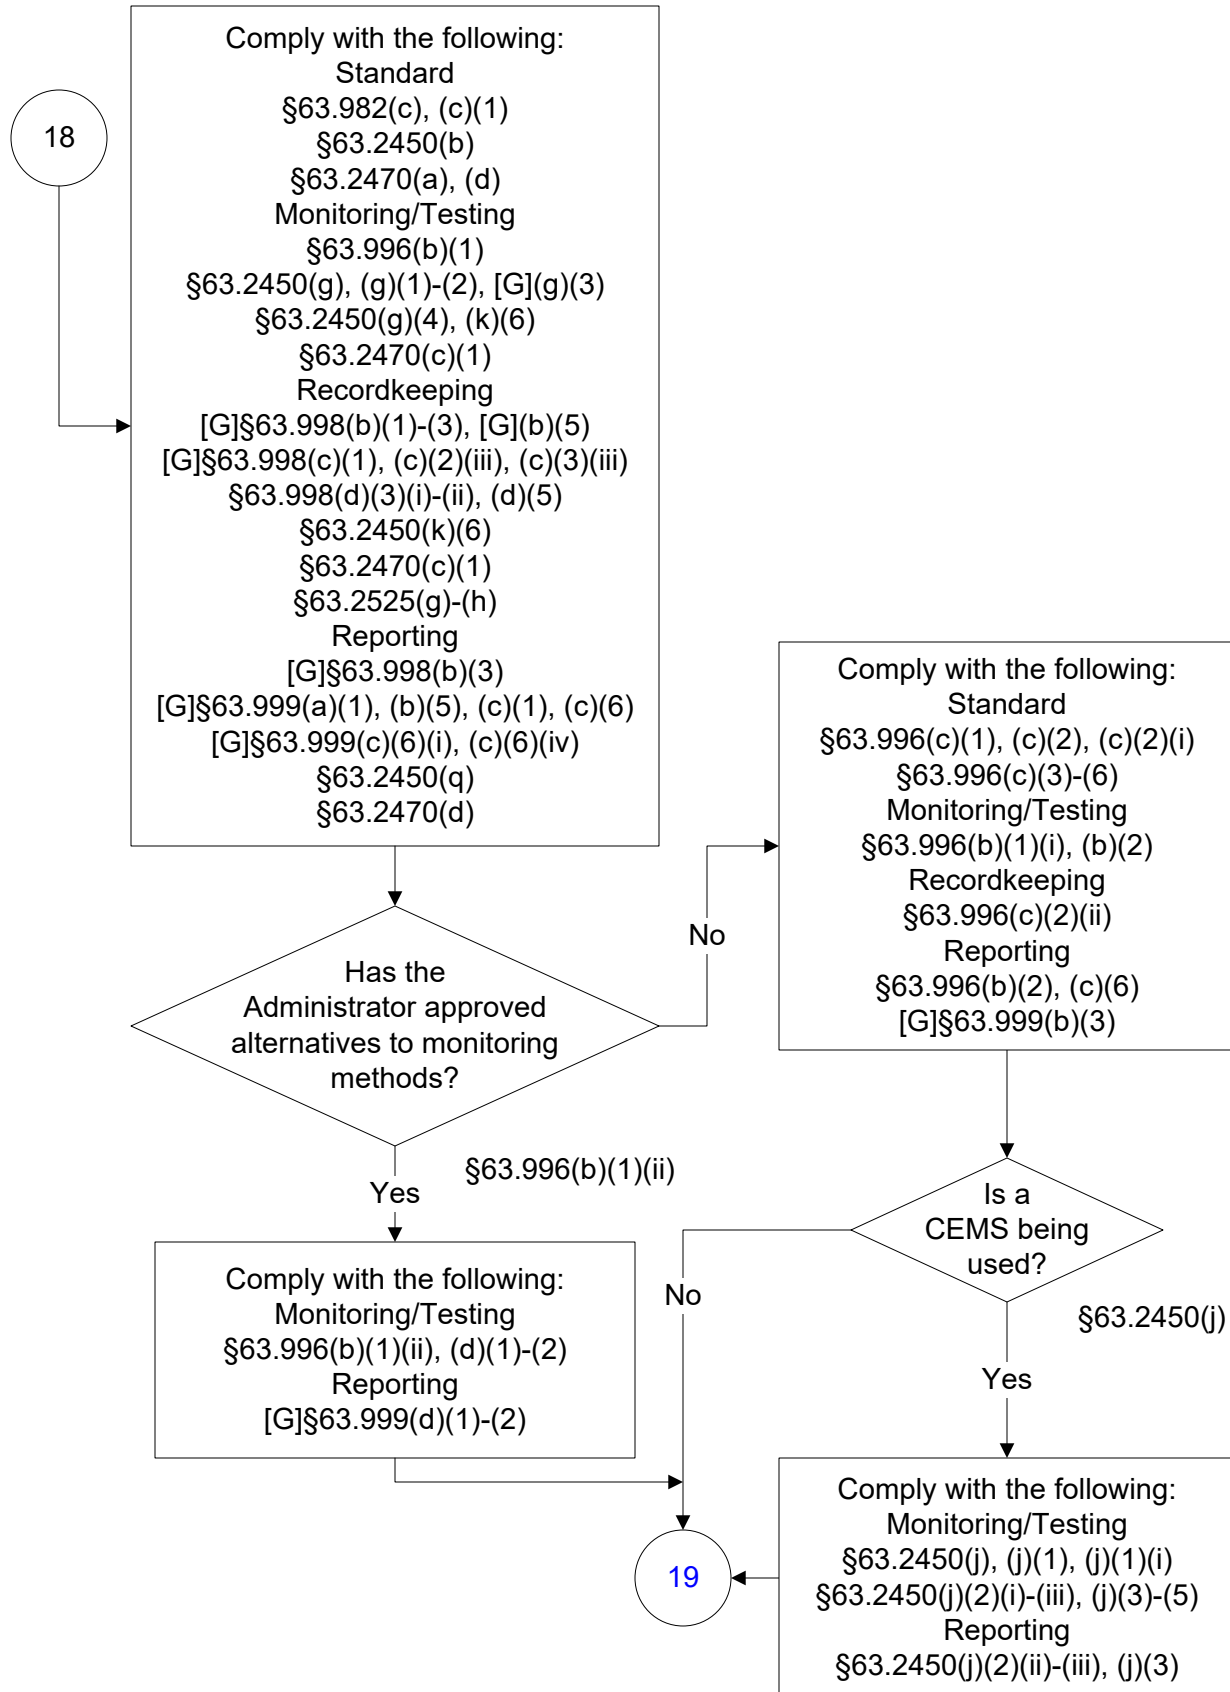 18
Comply with the following:
Standard
§63.982(c), (c)(1)
§63.2450(b)
§63.2470(a), (d)
Monitoring/Testing
§63.996(b)(1)
§63.2450(g), (g)(1)-(2), [G](g)(3)
§63.2450(g)(4), (k)(6)
§63.2470(c)(1)
Recordkeeping
[G]§63.998(b)(1)-(3), [G](b)(5)
[G]§63.998(c)(1), (c)(2)(iii), (c)(3)(iii)
§63.998(d)(3)(i)-(ii), (d)(5)
§63.2450(k)(6)
§63.2470(c)(1)
§63.2525(g)-(h)
Reporting
[G]§63.998(b)(3)
[G]§63.999(a)(1), (b)(5), (c)(1), (c)(6)
[G]§63.999(c)(6)(i), (c)(6)(iv)
§63.2450(q)
§63.2470(d)
Has the
Administrator approved
alternatives to monitoring
methods?
No
Comply with the following:
Standard
§63.996(c)(1), (c)(2), (c)(2)(i)
§63.996(c)(3)-(6)
Monitoring/Testing
§63.996(b)(1)(i), (b)(2)
Recordkeeping
§63.996(c)(2)(ii)
Reporting
§63.996(b)(2), (c)(6)
[G]§63.999(b)(3)
§63.996(b)(1)(ii)
Yes
Comply with the following:
Monitoring/Testing
§63.996(b)(1)(ii), (d)(1)-(2)
Reporting
[G]§63.999(d)(1)-(2)
Is a
CEMS being
used?
No
§63.2450(j)
Yes
Comply with the following:
Monitoring/Testing
§63.2450(j), (j)(1), (j)(1)(i)
§63.2450(j)(2)(i)-(iii), (j)(3)-(5)
Reporting
§63.2450(j)(2)(ii)-(iii), (j)(3)
19